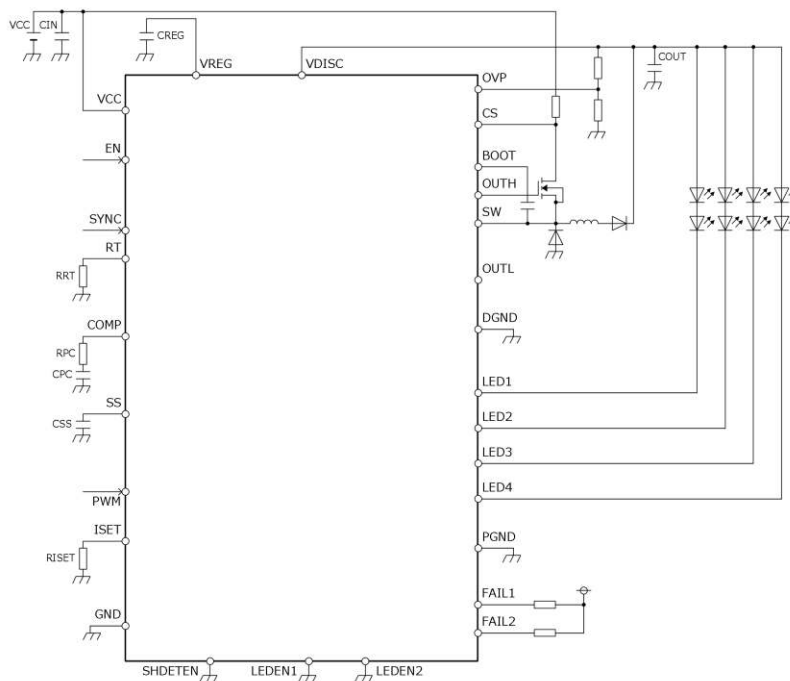 VCC CIN
CREG
VREG
VDISC
COUT
OVP
VCC
CS
EN
BOOT
OUTH
SYNC
SW
RT
RRT
OUTL
COMP
DGND
RPC
CPC
LED1
SS
CSS
LED2
LED3
PWM
LED4
ISET
RISET
PGND
GND
FAIL1
FAIL2
SHDETEN
LEDEN1
LEDEN2